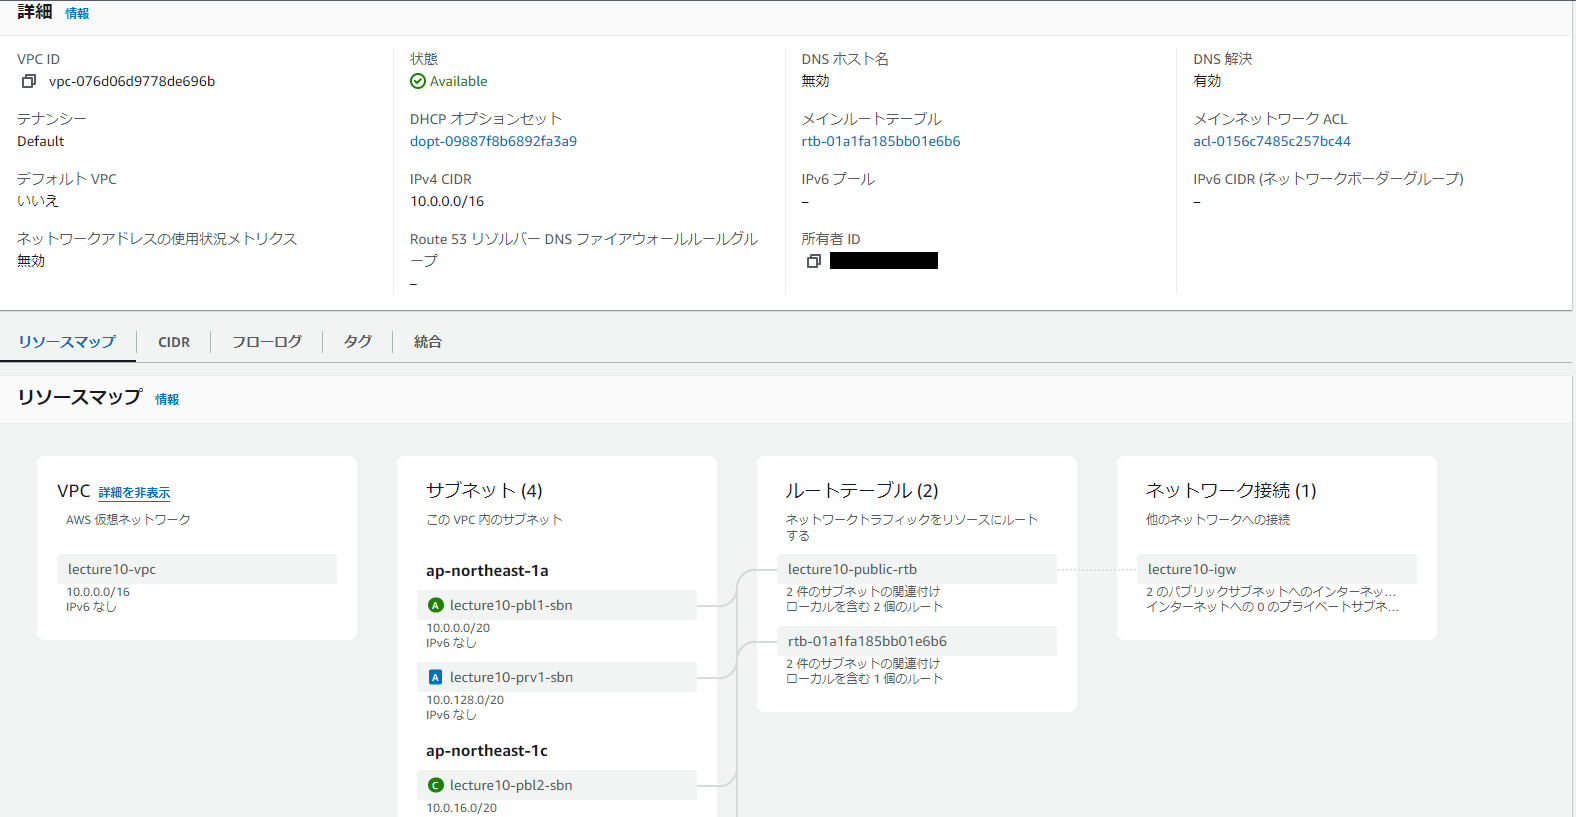 詳細 情報
VPC ID
vpc-076d06d9778de696b
状態
Available
DNS ホスト名
無効
DNS 解決
有効
テナンシー
Default
DHCP オプションセット
dopt-09887f8b6892fa3a9
メインルートテーブル
rtb-01a1fa185bb01e6b6
メインネットワーク ACL
acl-0156c7485c257bc44
デフォルト VPC
いいえ
IPv4 CIDR
10.0.0.0/16
IPv6 プール
–
IPv6 CIDR (ネットワークボーダーグループ)
–
ネットワークアドレスの使用状況メトリクス
無効
Route 53 リゾルバー DNS ファイアウォールルールグル
ープ
–
所有者 ID
リソースマップ CIDR フローログ タグ 統合
リソースマップ 情報
VPC 詳細を非表示
AWS 仮想ネットワーク
lecture10-vpc
10.0.0.0/16
IPv6 なし
サブネット (4)
この VPC 内のサブネット
ap-northeast-1a
A lecture10-pbl1-sbn
10.0.0.0/20
IPv6 なし
A lecture10-prv1-sbn
10.0.128.0/20
IPv6 なし
ap-northeast-1c
C lecture10-pbl2-sbn
10.0.16.0/20
ルートテーブル (2)
ネットワークトラフィックをリソースにルート
する
lecture10-public-rtb
2 件のサブネットの関連付け
ローカルを含む 2 個のルート
rtb-01a1fa185bb01e6b6
2 件のサブネットの関連付け
ローカルを含む 1 個のルート
ネットワーク接続 (1)
他のネットワークへの接続
lecture10-igw
2 のパブリックサブネットへのインターネッ...
インターネットへの 0 のプライベートサブネ...